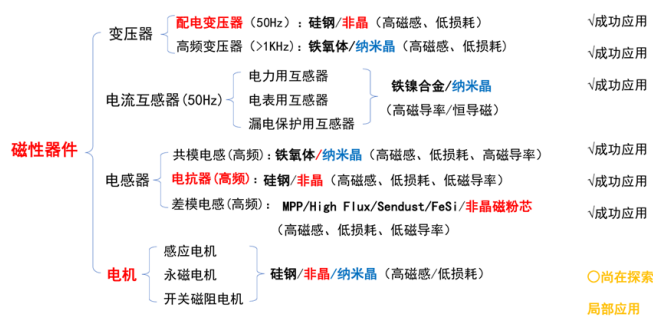 配电变压器（50Hz）：硅钢/非晶（高磁感、低损耗） √成功应用
变压器
高频变压器（>1KHz）：铁氧体/纳米晶（高磁感、低损耗） √成功应用
电力用互感器
铁镍合金/纳米晶 √成功应用
电流互感器(50Hz) 电表用互感器
（高磁导率/恒导磁）
漏电保护用互感器
磁性器件
共模电感(高频)：铁氧体/纳米晶（高磁感、低损耗、高磁导率） √成功应用
电感器 电抗器(高频)：硅钢/非晶（高磁感、低损耗、低磁导率） √成功应用
差模电感(高频)： MPP/High Flux/Sendust/FeSi/非晶磁粉芯 √成功应用
（高磁感、低损耗、低磁导率）
感应电机
电机 永磁电机 硅钢/非晶/纳米晶（高磁感/低损耗） 〇尚在探索
开关磁阻电机
局部应用